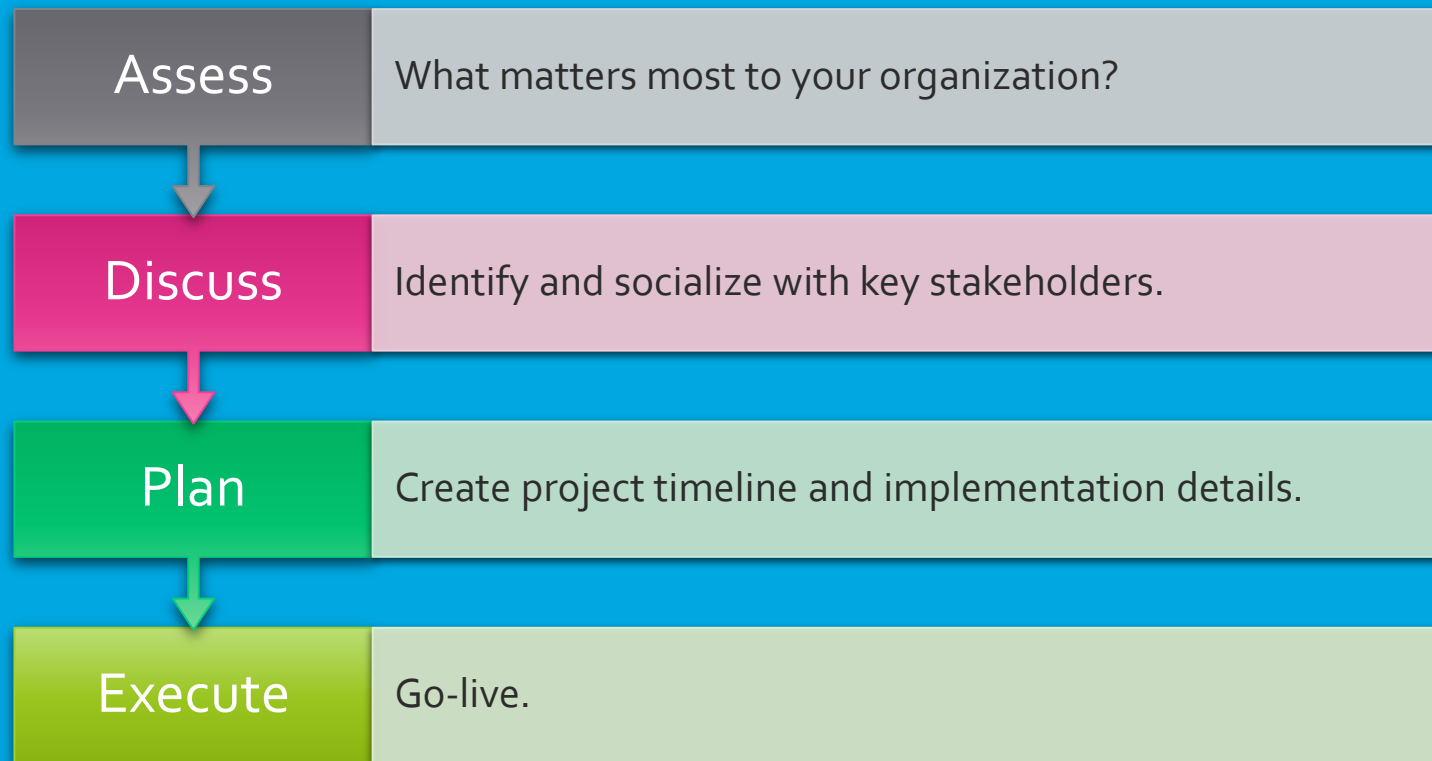 Assess
What matters most to your organization?
Discuss
Identify and socialize with key stakeholders.
Plan
Create project timeline and implementation details.
Execute
Go-live.